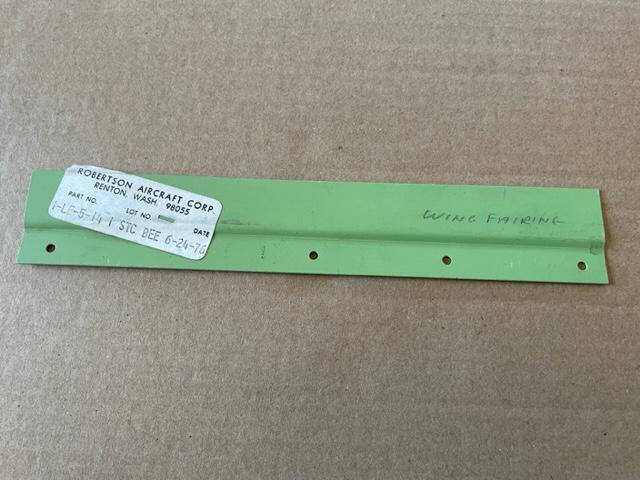 ROBERTSON AIRCRAFT CORP.
RENTON, WASH. 98055
PART NO. LOT NO. DATE
1-LE-5-14 1 STC BEE 6-24-76
WING FAIRING